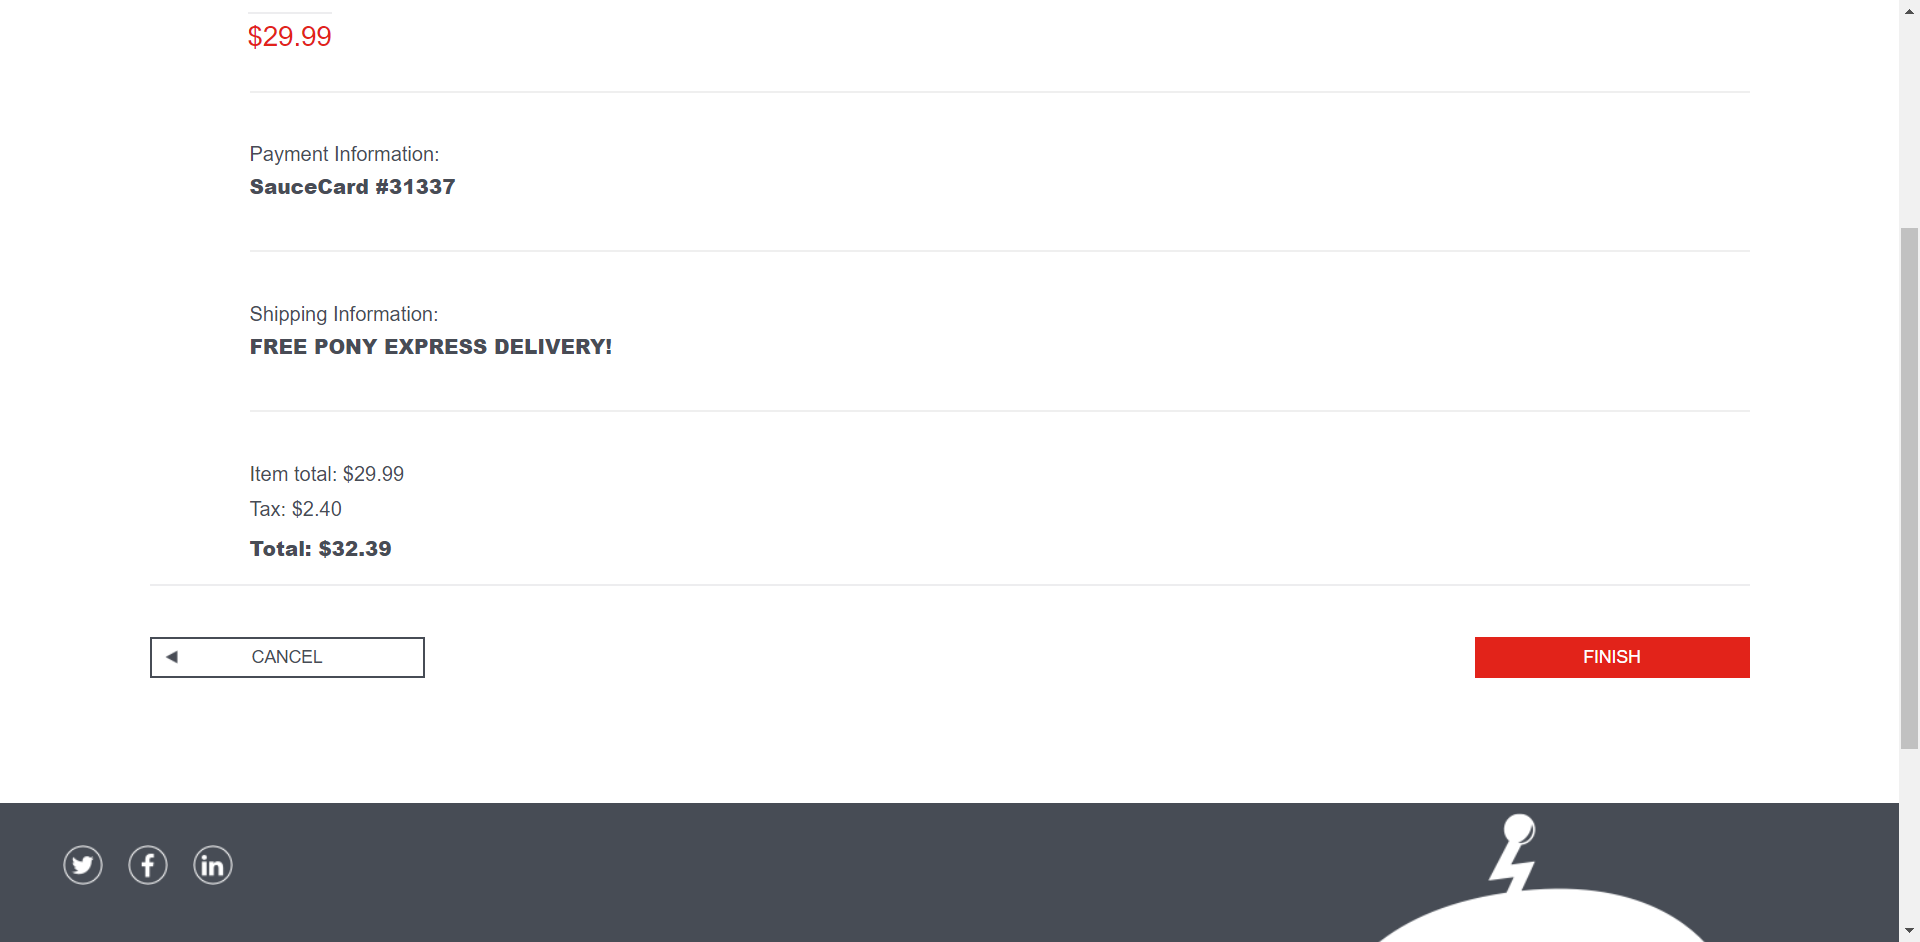 $29.99
Payment Information:
SauceCard #31337
Shipping Information:
FREE PONY EXPRESS DELIVERY!
Item total: $29.99
Tax: $2.40
Total: $32.39
CANCEL
FINISH